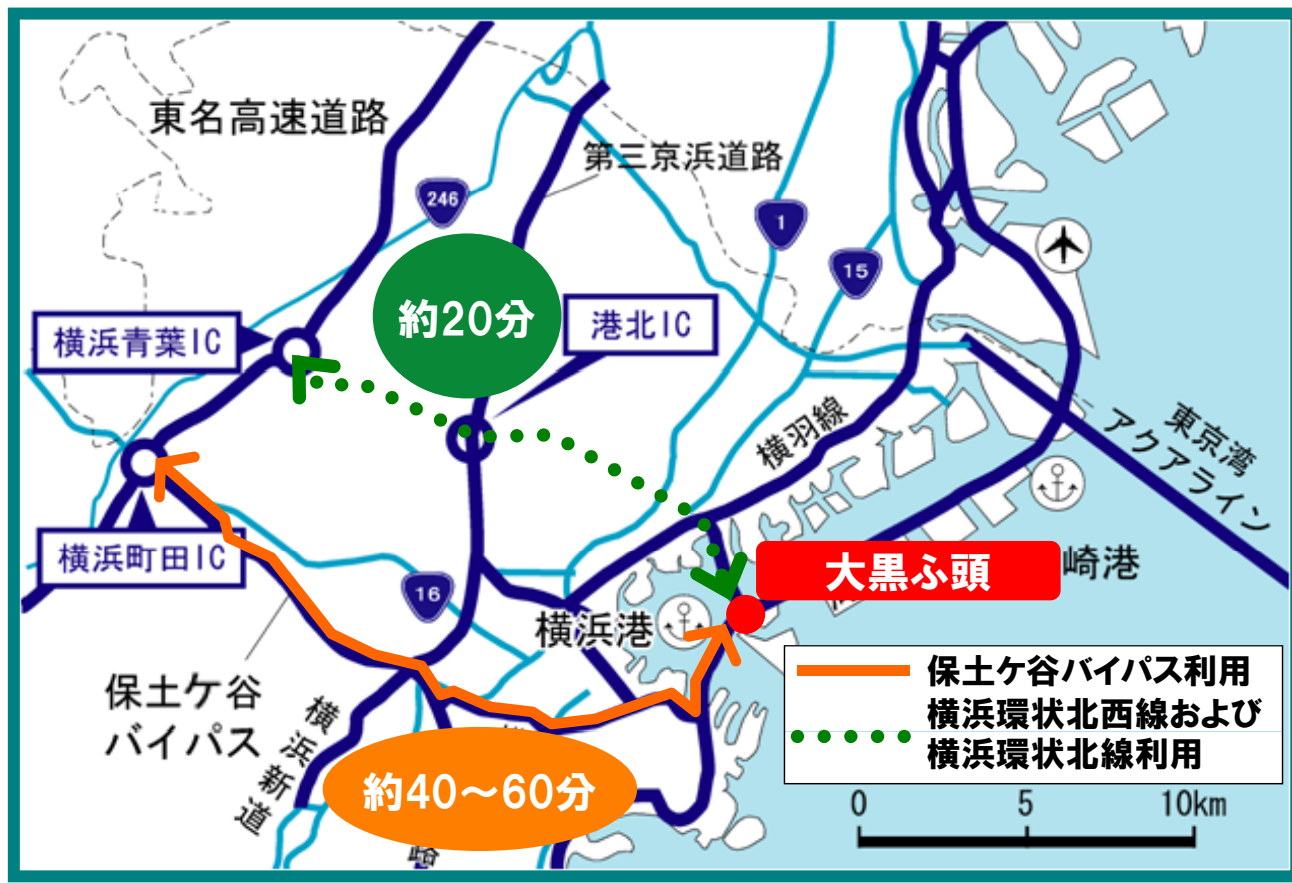 東名高速道路
第三京浜道路
246
1
15
約20分
港北IC
横浜青葉IC
横羽線
東京湾
アクアライン
横浜町田IC
大黒ふ頭
崎港
16
横浜港
保土ケ谷
バイパス
横浜新道
約40～60分
路
保土ケ谷バイパス利用
横浜環状北西線および
横浜環状北線利用
0 5 10km